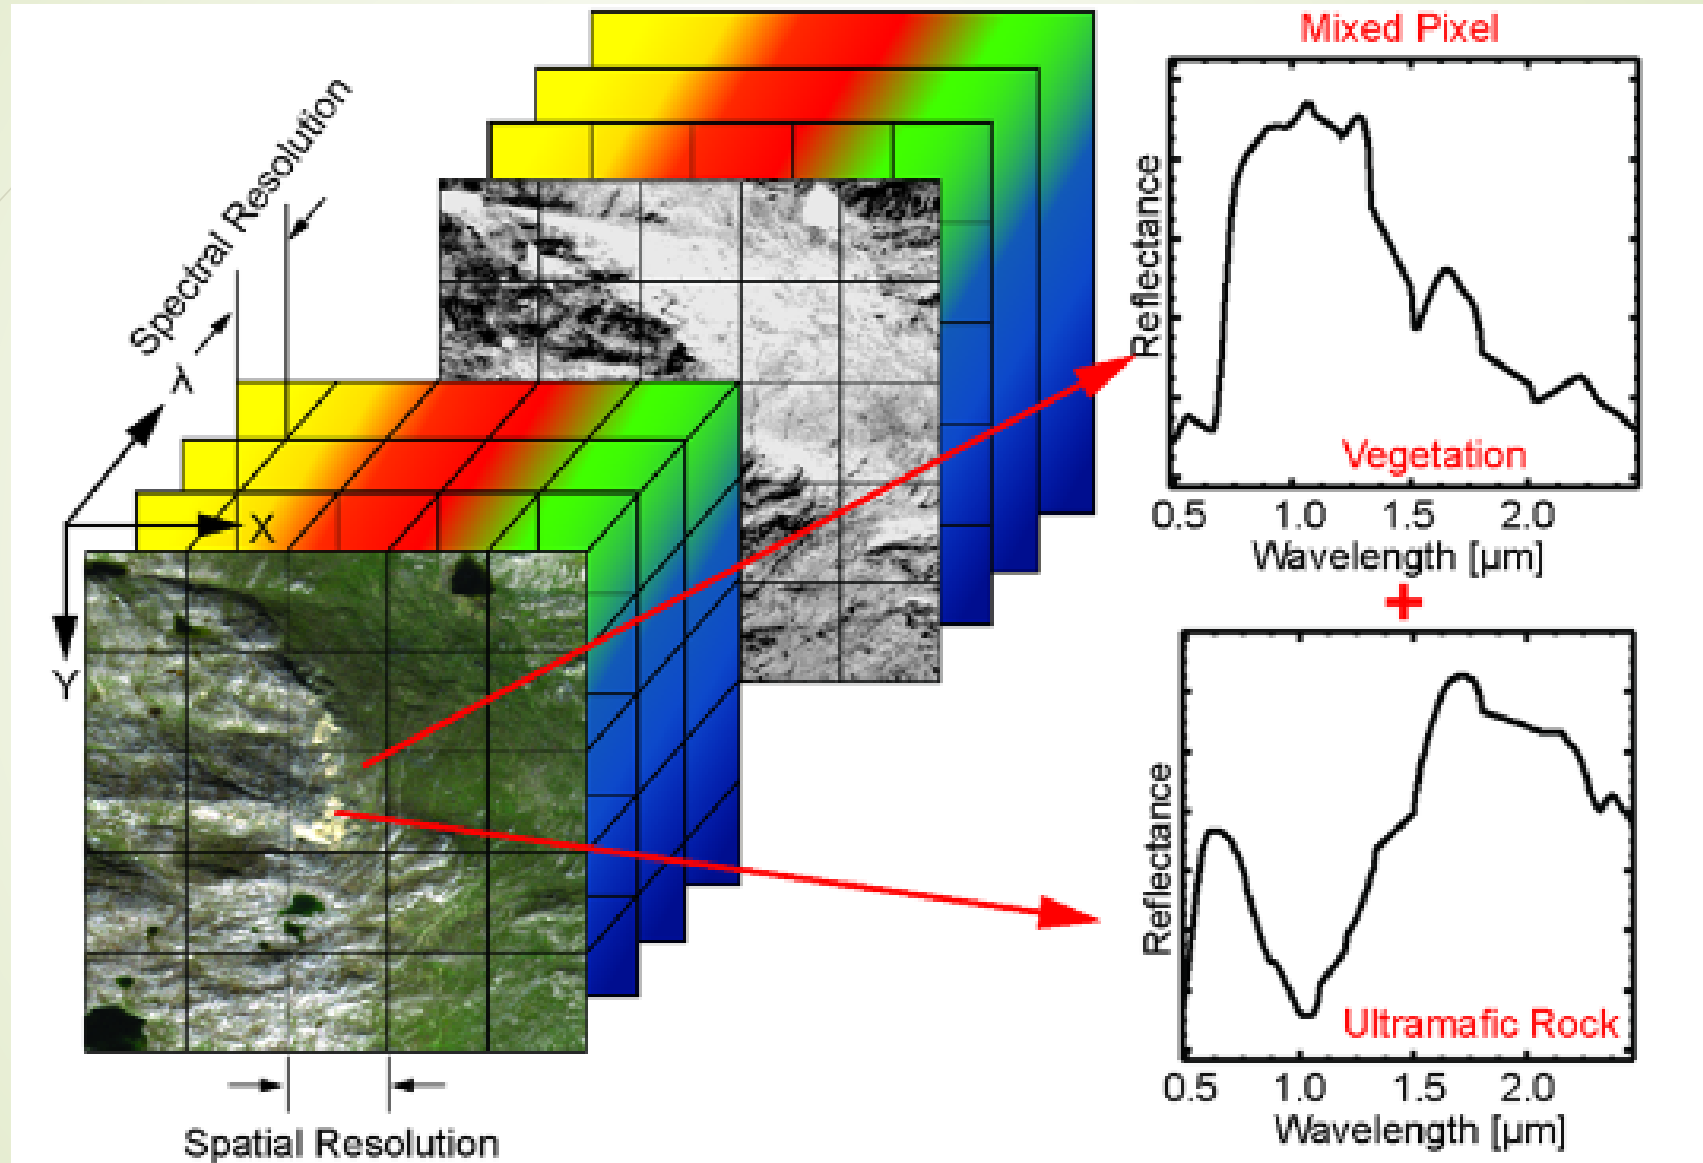 Mixed Pixel
Spectral Resolution
λ
X
Y
Spatial Resolution
Reflectance
Vegetation
0.5 1.0 1.5 2.0
Wavelength [µm]
+
Reflectance
Ultramafic Rock
0.5 1.0 1.5 2.0
Wavelength [µm]